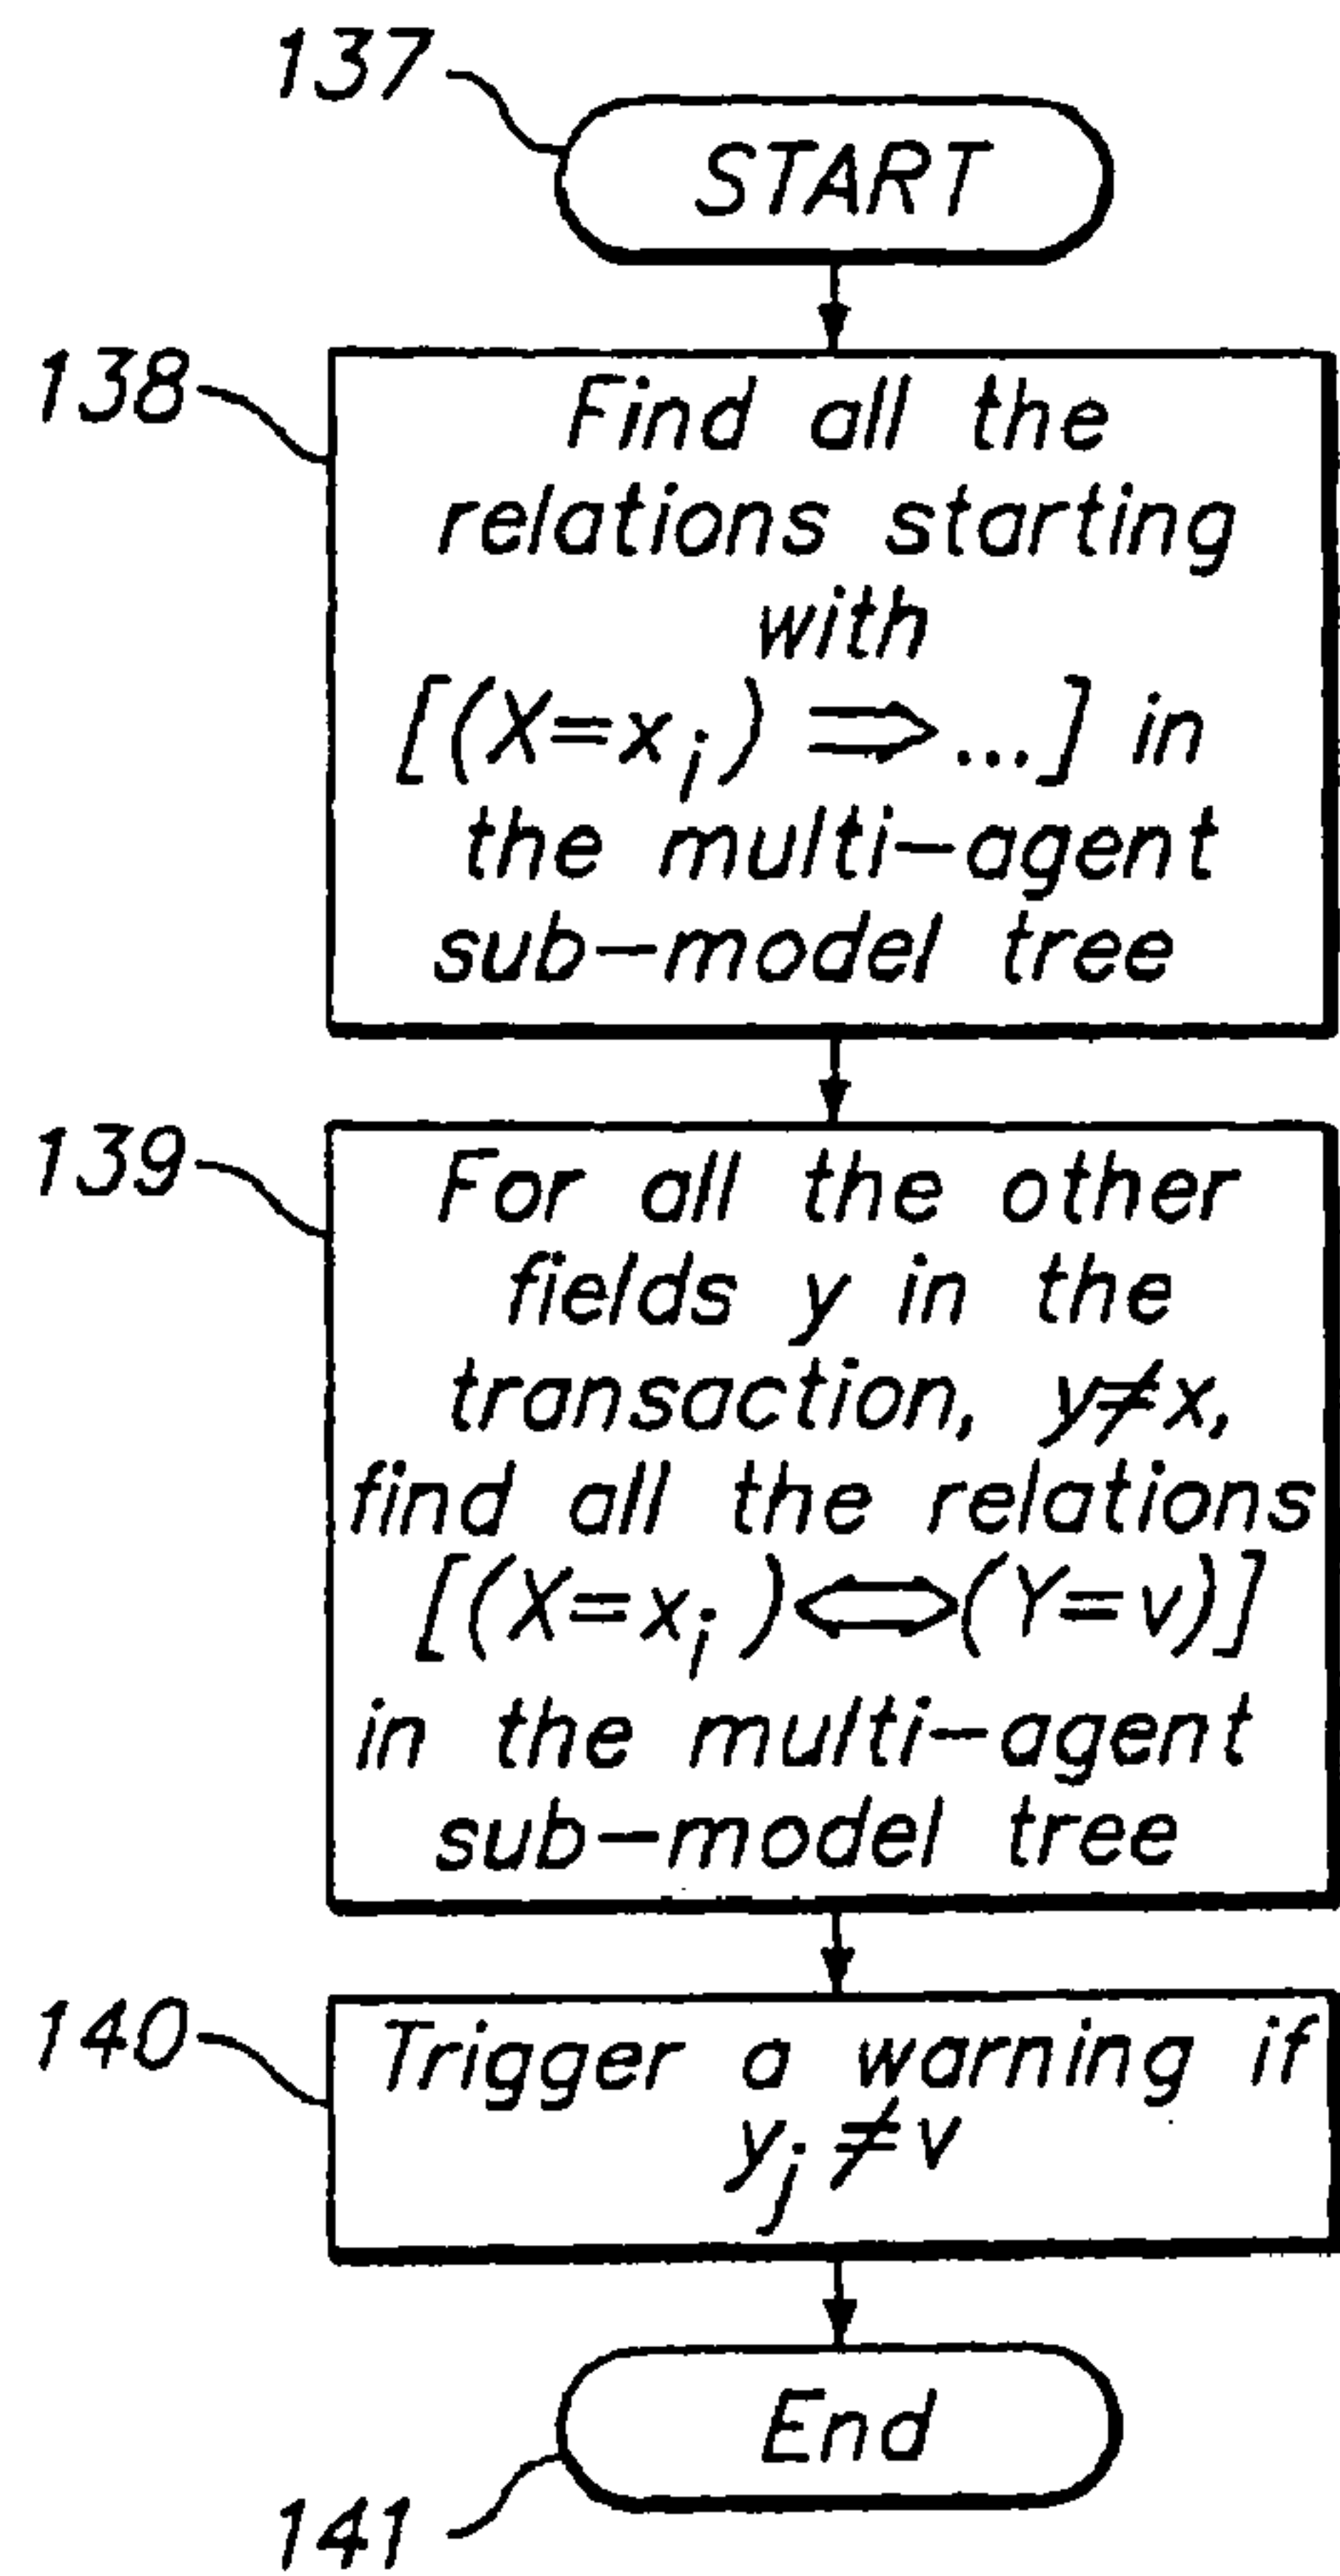 137
START
138
Find all the
relations starting
with
[(X=x_i) ⇒...] in
the multi-agent
sub-model tree
139
For all the other
fields y in the
transaction, y≠x,
find all the relations
[(X=x_i)⇔(Y=v)]
in the multi-agent
sub-model tree
140
Trigger a warning if
y_j≠v
End
141